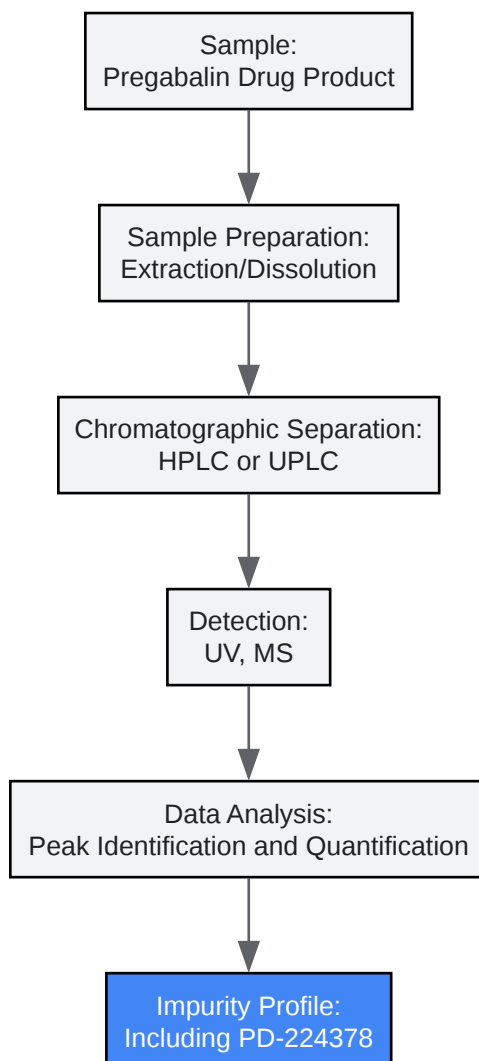 Sample:
Pregabalin Drug Product
Sample Preparation:
Extraction/Dissolution
Chromatographic Separation:
HPLC or UPLC
Detection:
UV, MS
Data Analysis:
Peak Identification and Quantification
Impurity Profile:
Including PD-224378